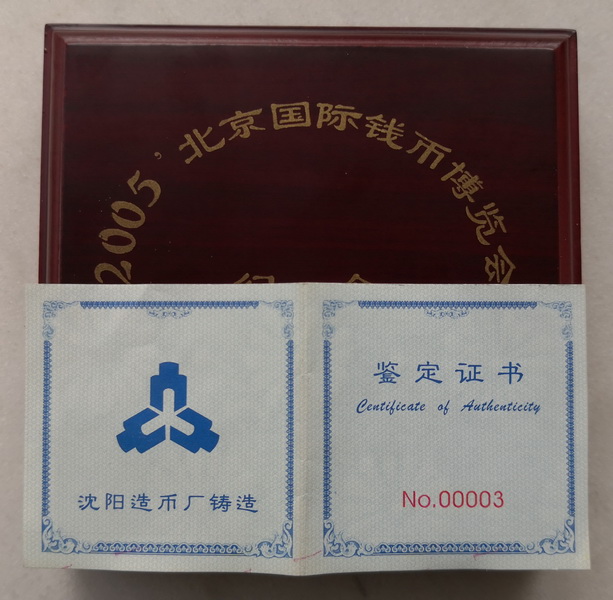 2005'北京国际钱币博览会
沈阳造币厂铸造
鉴定证书
Certificate of Authenticity
No.00003